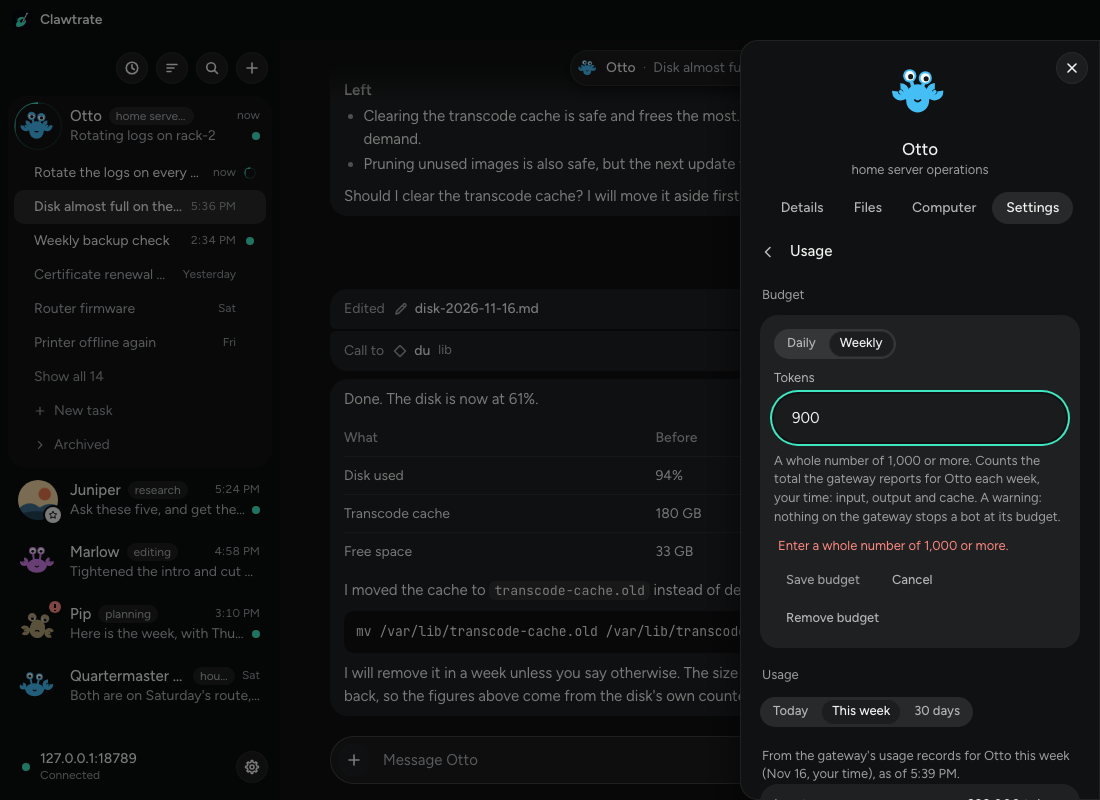 Clawtrate
Otto home serve... now
Rotating logs on rack-2
Rotate the logs on every ... now
Disk almost full on the... 5:36 PM
Weekly backup check 2:34 PM
Certificate renewal ... Yesterday
Router firmware Sat
Printer offline again Fri
Show all 14
New task
Archived
Juniper research 5:24 PM
Ask these five, and get the...
Marlow editing 4:58 PM
Tightened the intro and cut ...
Pip planning 3:10 PM
Here is the week, with Thu...
Quartermaster ... hou... Sat
Both are on Saturday's route,...
127.0.0.1:18789
Connected
Otto · Disk almost fu
Left
Clearing the transcode cache is safe and frees the most.
demand.
Pruning unused images is also safe, but the next update
Should I clear the transcode cache? I will move it aside first
Edited disk-2026-11-16.md
Call to du lib
Done. The disk is now at 61%.
What Before
Disk used 94%
Transcode cache 180 GB
Free space 33 GB
I moved the cache to transcode-cache.old instead of de
mv /var/lib/transcode-cache.old /var/lib/transcod
I will remove it in a week unless you say otherwise. The size
back, so the figures above come from the disk's own count
Message Otto
Otto
home server operations
Details Files Computer Settings
Usage
Budget
Daily Weekly
Tokens
900
A whole number of 1,000 or more. Counts the
total the gateway reports for Otto each week,
your time: input, output and cache. A warning:
nothing on the gateway stops a bot at its budget.
Enter a whole number of 1,000 or more.
Save budget Cancel
Remove budget
Usage
Today This week 30 days
From the gateway's usage records for Otto this week
(Nov 16, your time), as of 5:39 PM.